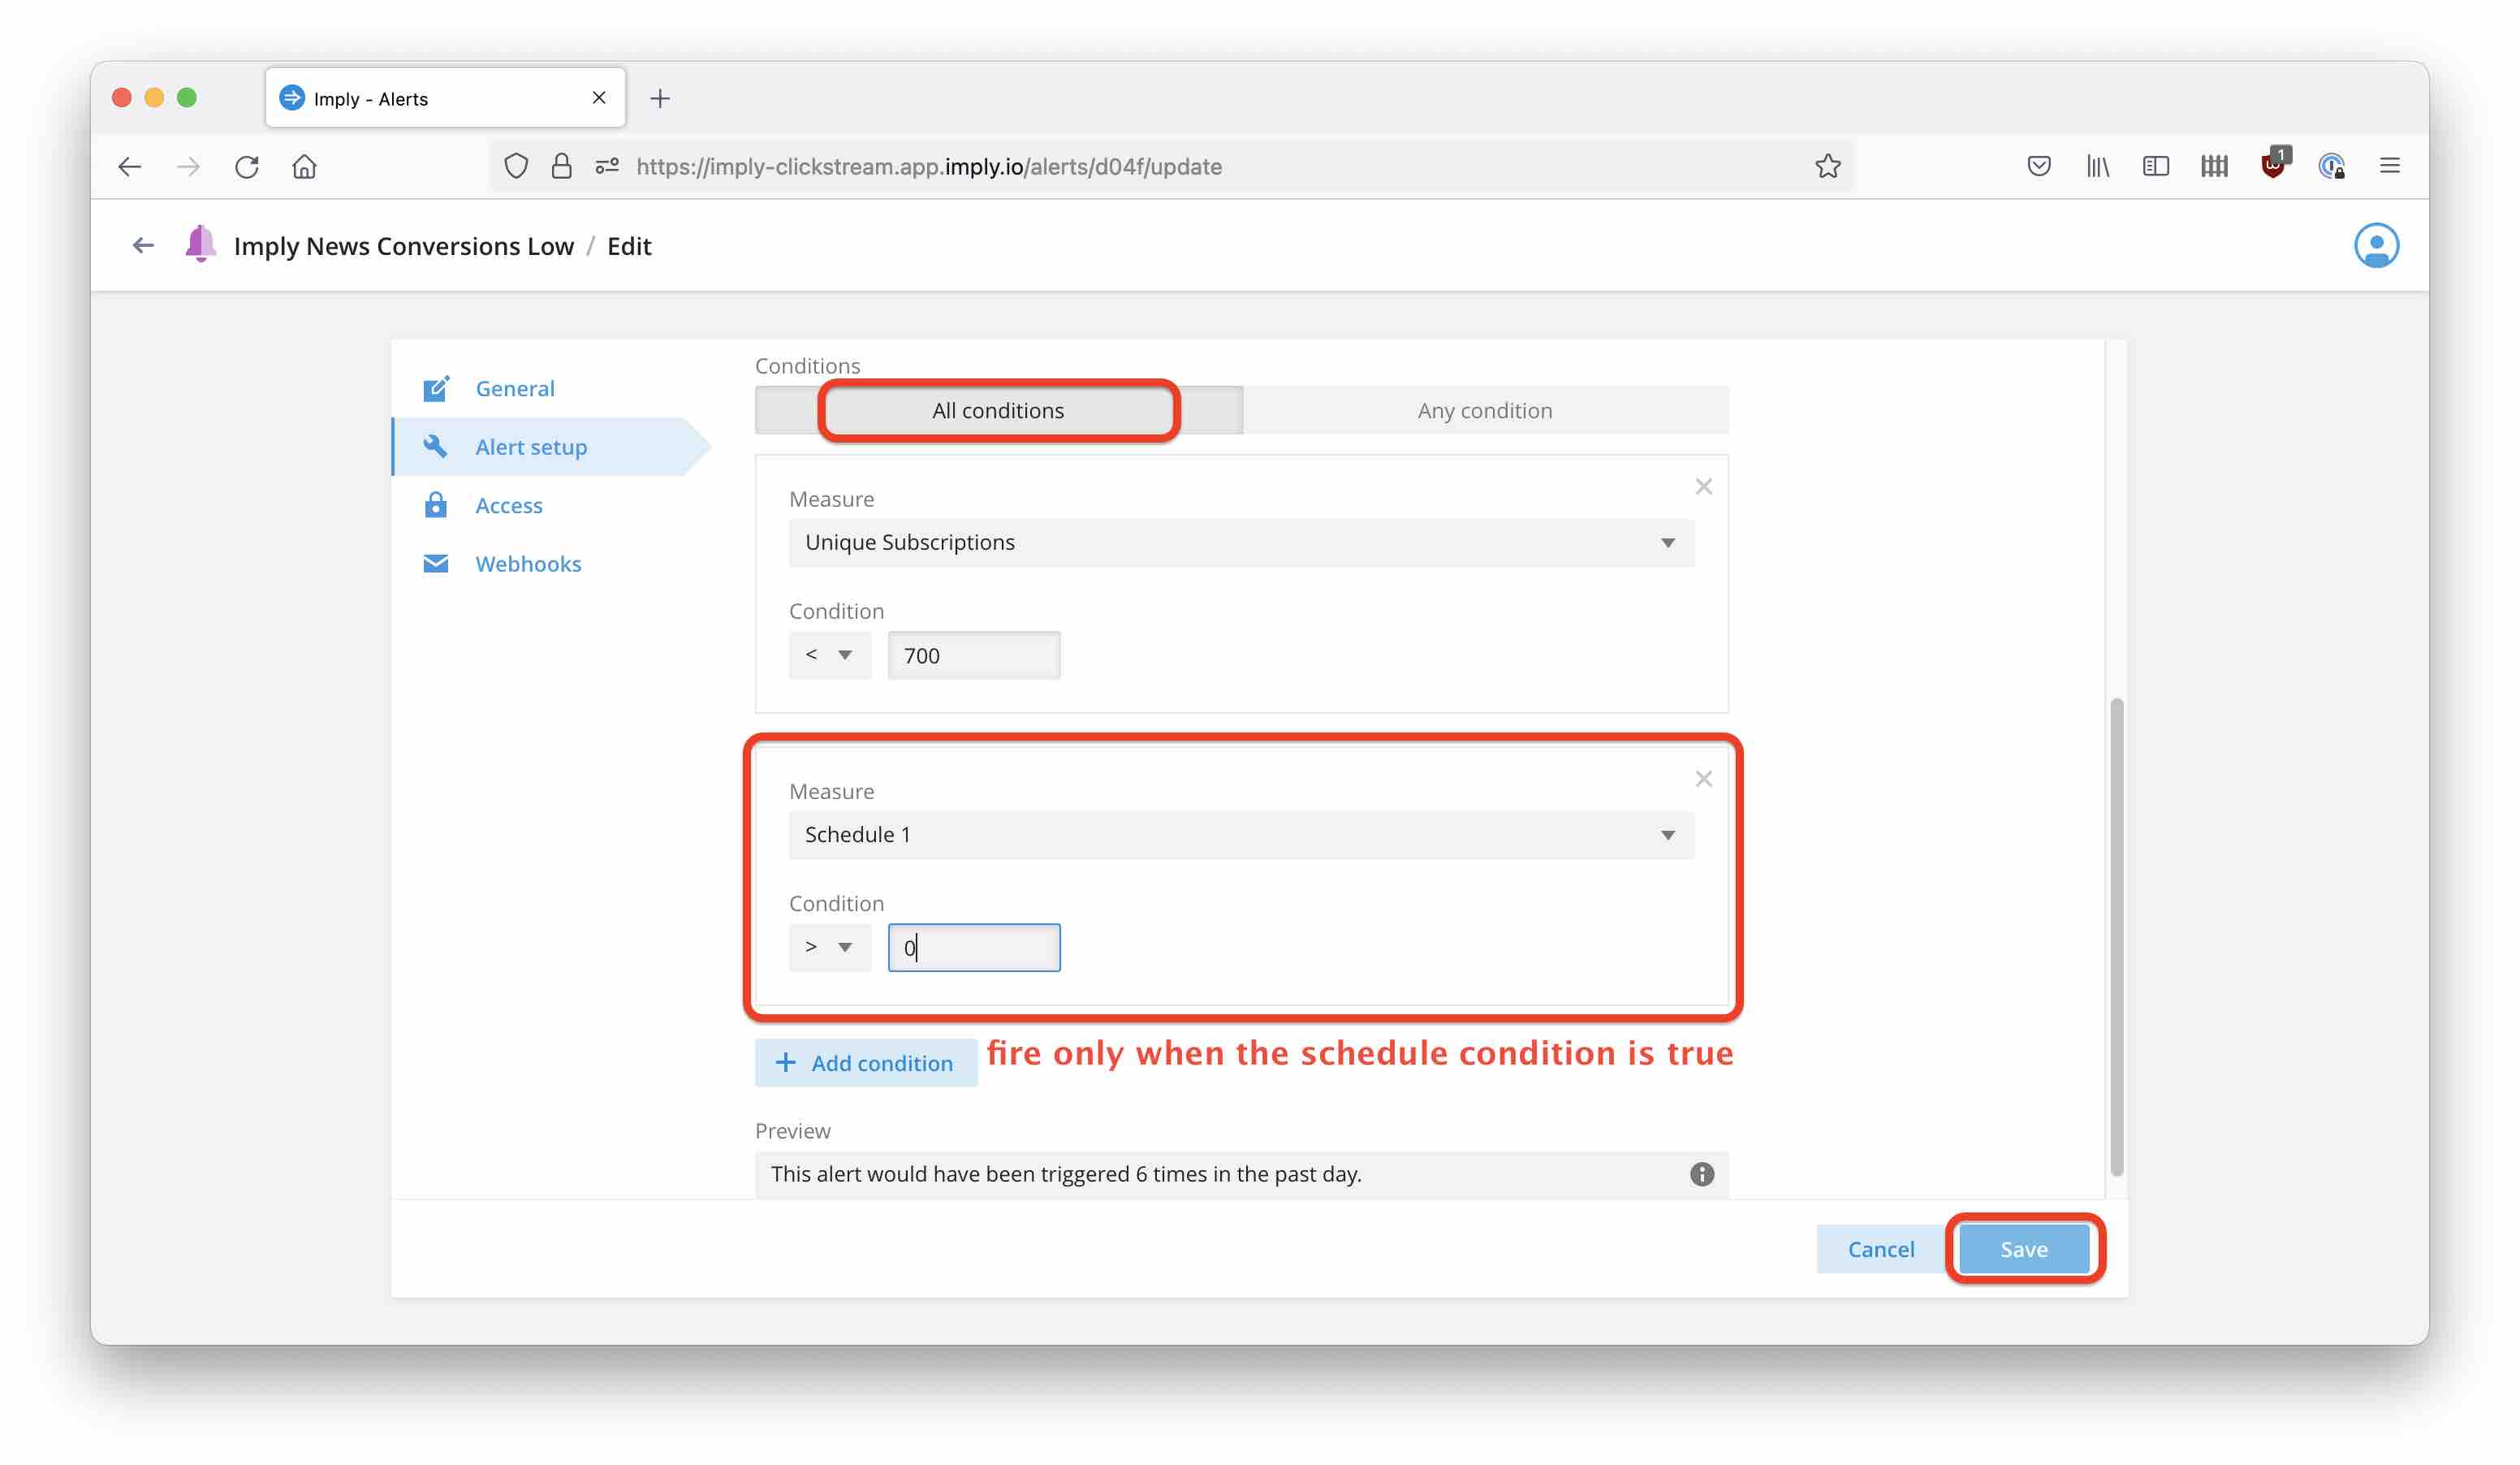 Imply - Alerts
https://imply-clickstream.app.imply.io/alerts/d04f/update
1
Imply News Conversions Low / Edit
General
Alert setup
Access
Webhooks
Conditions
All conditions
Any condition
Measure
Unique Subscriptions
Condition
< 700
Measure
Schedule 1
Condition
> 0
+ Add condition
fire only when the schedule condition is true
Preview
This alert would have been triggered 6 times in the past day.
Cancel
Save